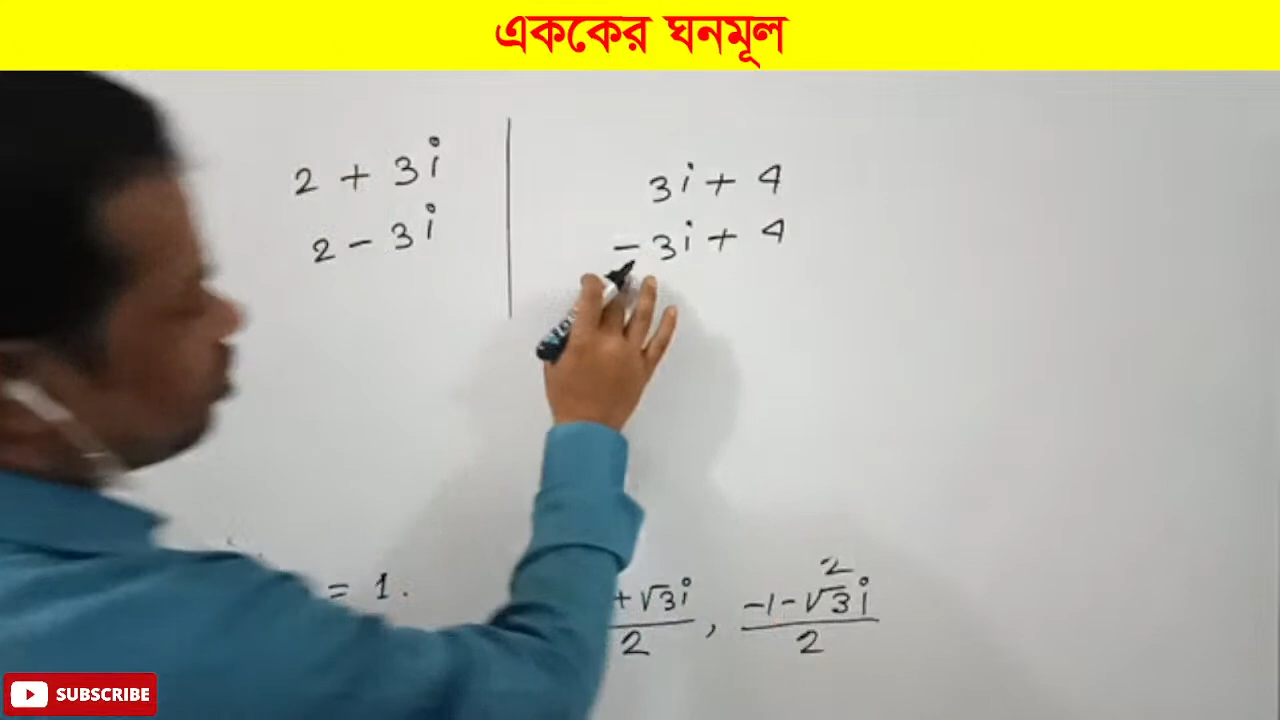 এককের ঘনমূল
2 + 3i
2 - 3i
3i + 4
-3i + 4
= 1.
+√3i / 2 , -1-√3i / 2
2
SUBSCRIBE